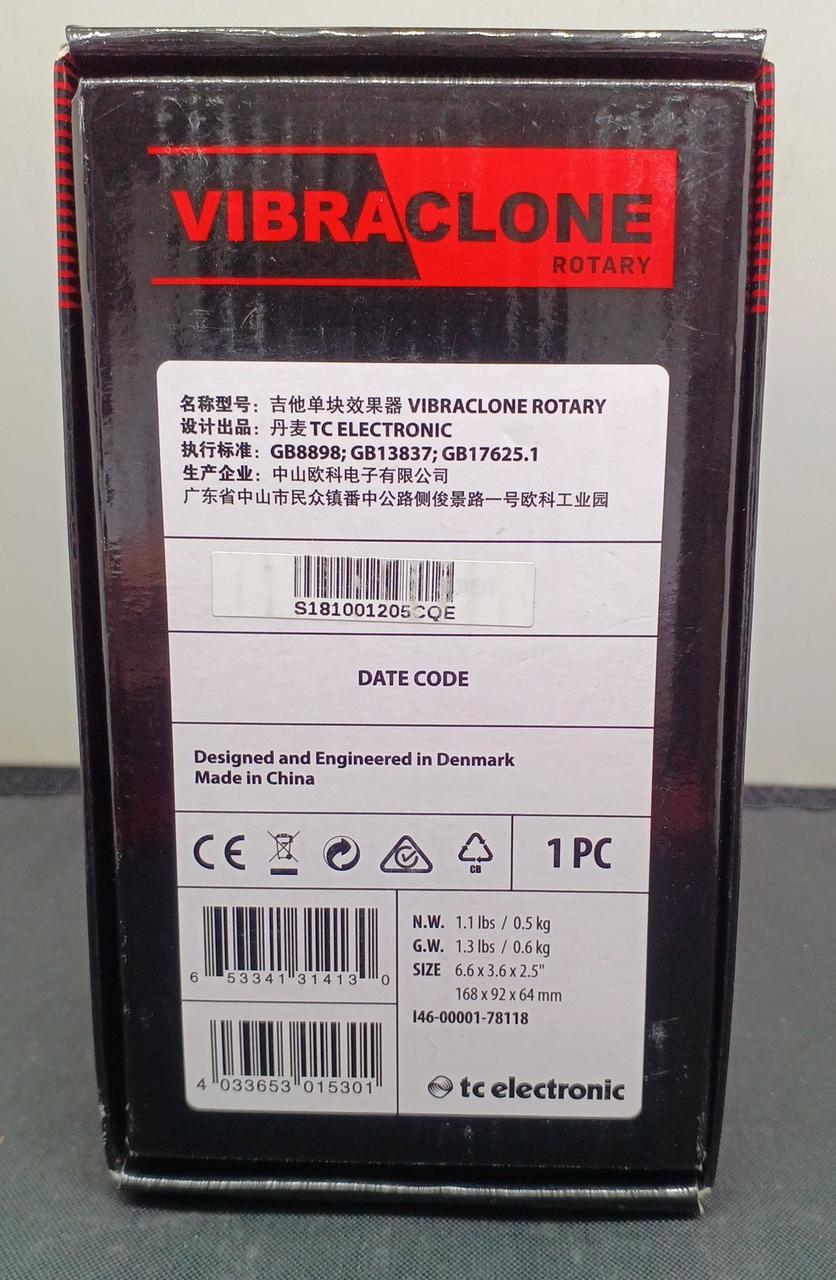 VIBRACLONE
ROTARY
名称型号：吉他单块效果器 VIBRACLONE ROTARY
设计出品：丹麦 TC ELECTRONIC
执行标准：GB8898; GB13837; GB17625.1
生产企业：中山欧科电子有限公司
广东省中山市民众镇番中公路侧俊景路一号欧科工业园
S181001205CQE
DATE CODE
Designed and Engineered in Denmark
Made in China
CE
CB
1 PC
6 53341 31413 0
4 033653 015301
N.W. 1.1 lbs / 0.5 kg
G.W. 1.3 lbs / 0.6 kg
SIZE 6.6 x 3.6 x 2.5"
168 x 92 x 64 mm
I46-00001-78118
tc electronic